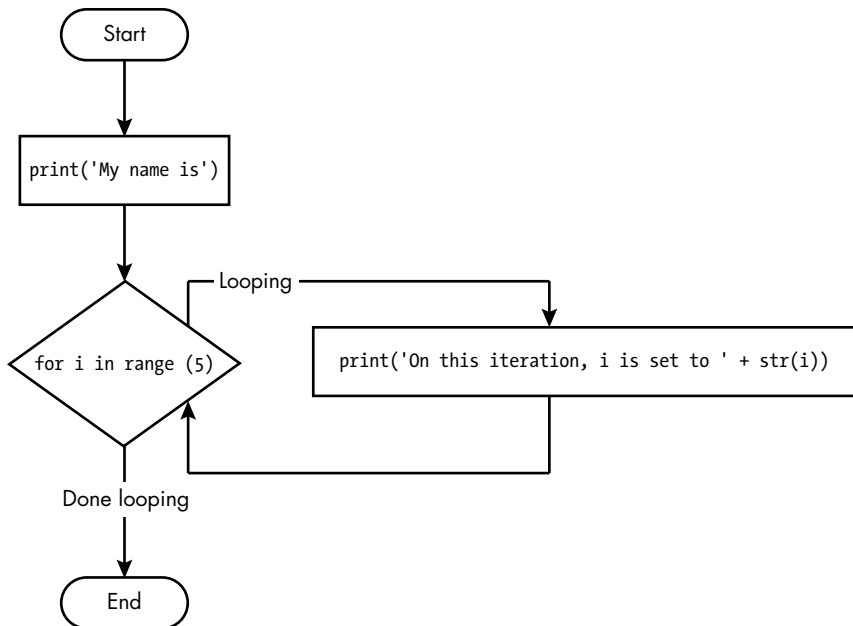 Start
print('My name is')
Looping
for i in range (5)
print('On this iteration, i is set to ' + str(i))
Done looping
End